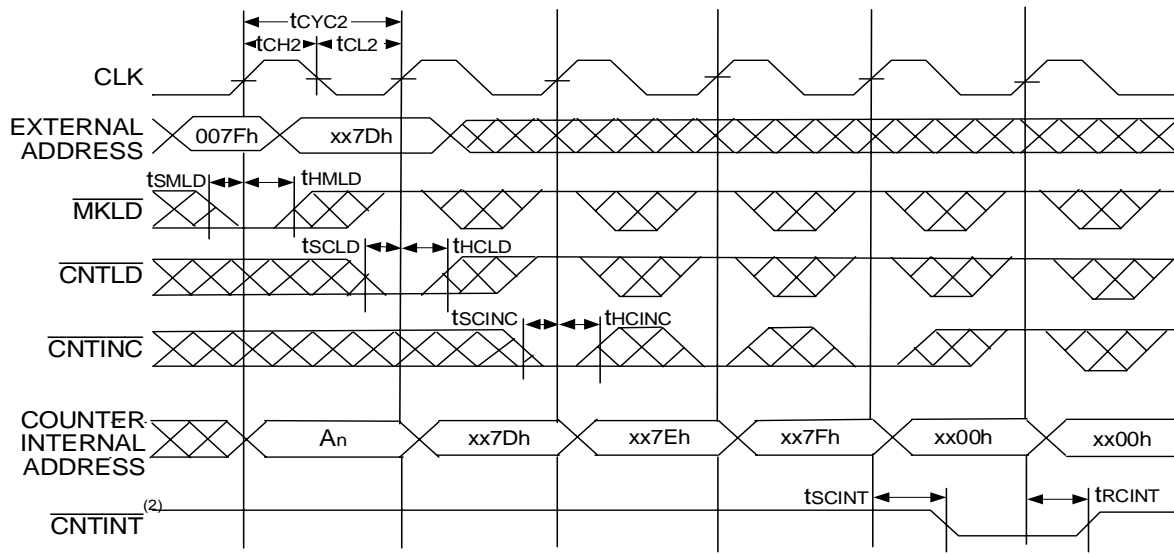 tCYC2
tCH2 tCL2
CLK
EXTERNAL
ADDRESS
007Fh xx7Dh
tSMLD tHMLD
MKLD
tSCLD tHCLD
CNTLD
tSCINC tHCINC
CNTINC
COUNTER
INTERNAL
ADDRESS
An xx7Dh xx7Eh xx7Fh xx00h xx00h
tSCINT tRCINT
CNTINT(2)